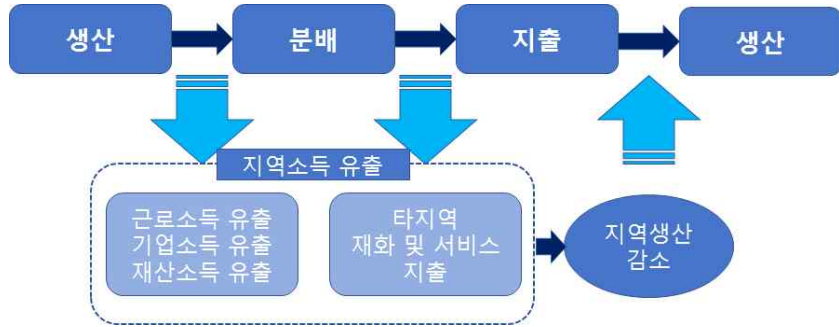 생산
분배
지출
생산
지역소득 유출
근로소득 유출
기업소득 유출
재산소득 유출
타지역
재화 및 서비스
지출
지역생산
감소